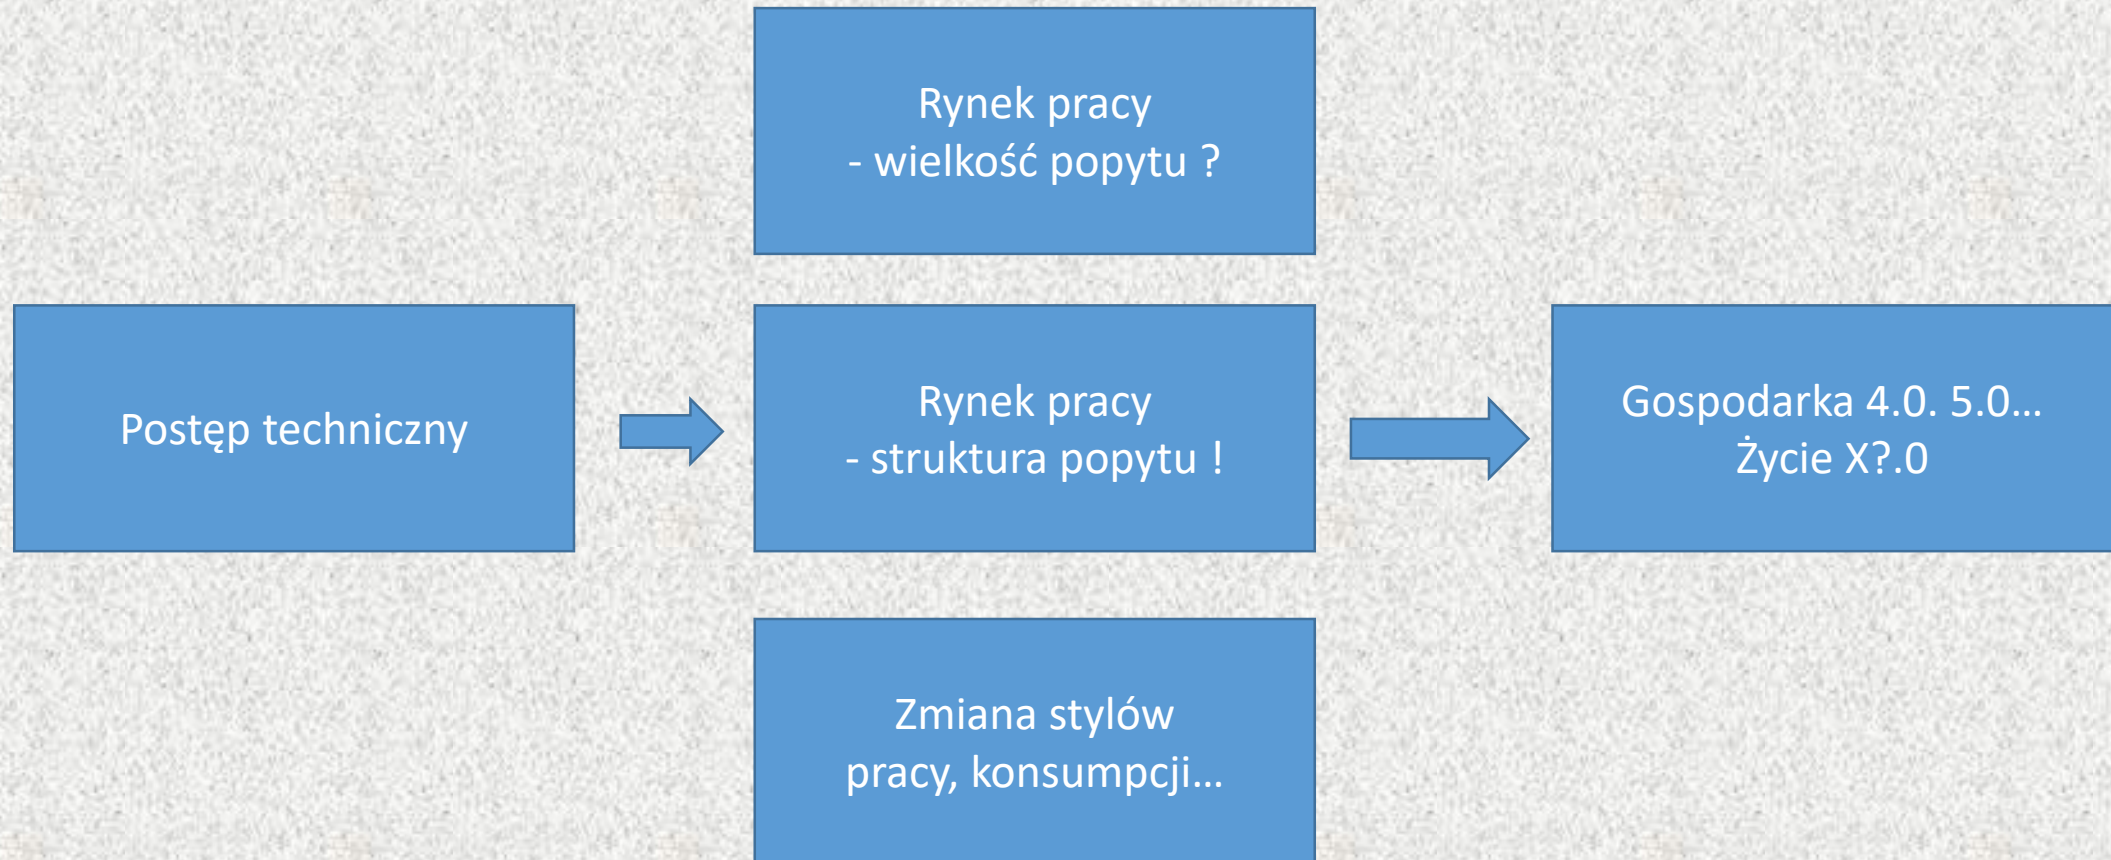 Rynek pracy
- wielkość popytu ?
Postęp techniczny
Rynek pracy
- struktura popytu !
Gospodarka 4.0. 5.0...
Życie X?.0
Zmiana stylów
pracy, konsumpcji...